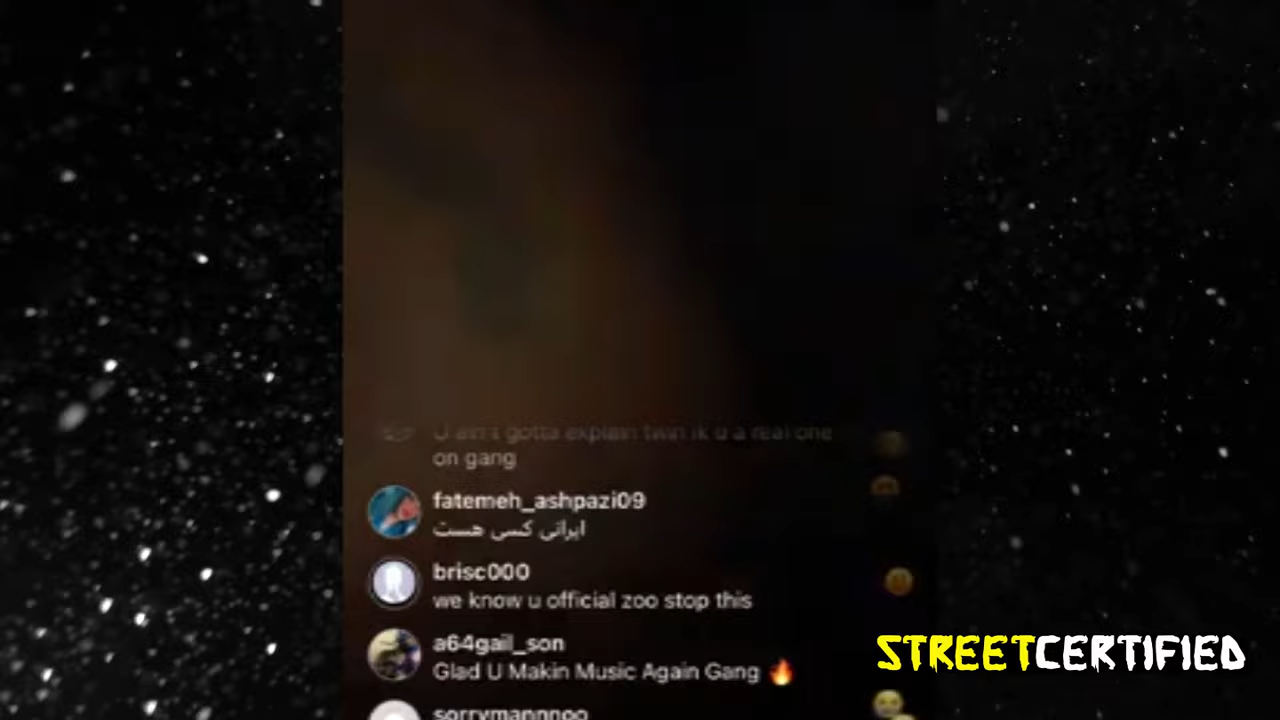 U ain't gotta explain twin ik u a real one
on gang
fatemeh_ashpazi09
ایرانی کسی هست
brisc000
we know u official zoo stop this
a64gail_son
Glad U Makin Music Again Gang 🔥
sorrymannnoo
STREETCERTIFIED